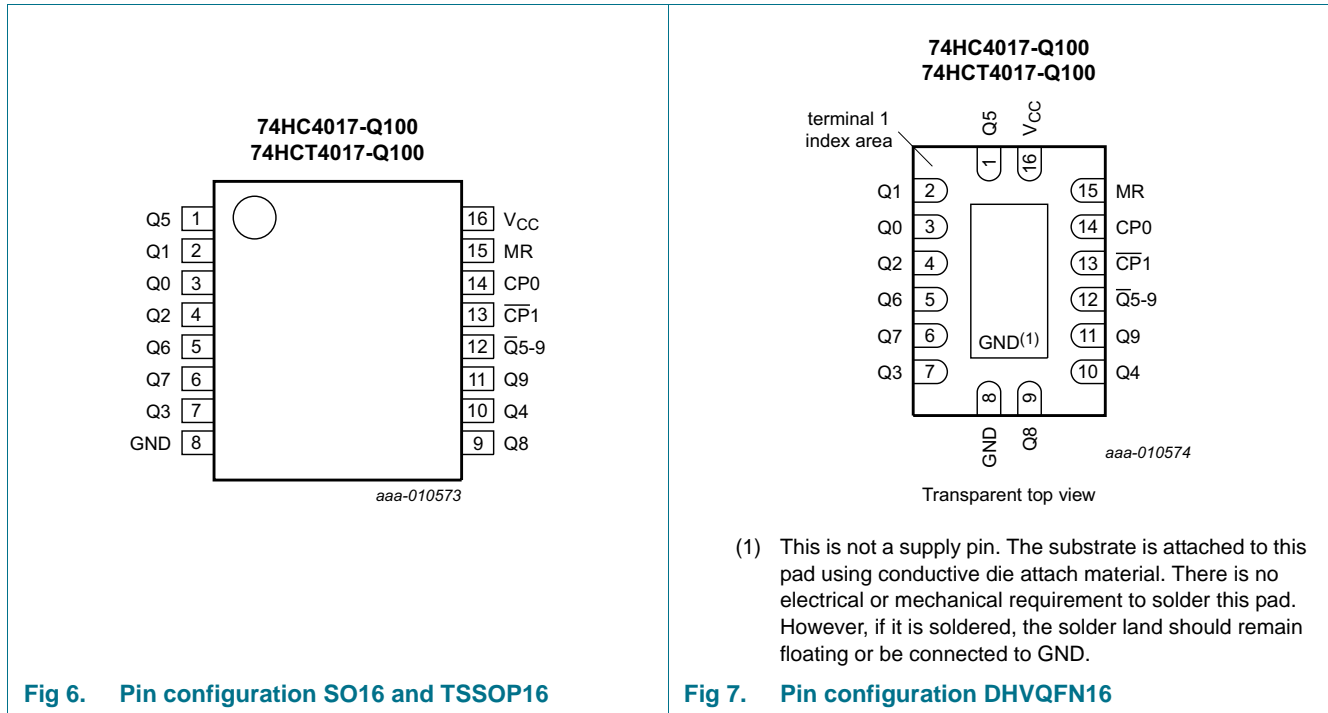 74HC4017-Q100
74HCT4017-Q100
Q5 1
Q1 2
Q0 3
Q2 4
Q6 5
Q7 6
Q3 7
GND 8
16 VCC
15 MR
14 CP0
13 C̅P̅1
12 Q̅5-9
11 Q9
10 Q4
9 Q8
aaa-010573
Fig 6. Pin configuration SO16 and TSSOP16
74HC4017-Q100
74HCT4017-Q100
terminal 1
index area
Q5 1
VCC 16
Q1 2
Q0 3
Q2 4
Q6 5
Q7 6
Q3 7
15 MR
14 CP0
13 C̅P̅1
12 Q̅5-9
11 Q9
10 Q4
GND(1)
8 GND
9 Q8
aaa-010574
Transparent top view
(1) This is not a supply pin. The substrate is attached to this
pad using conductive die attach material. There is no
electrical or mechanical requirement to solder this pad.
However, if it is soldered, the solder land should remain
floating or be connected to GND.
Fig 7. Pin configuration DHVQFN16